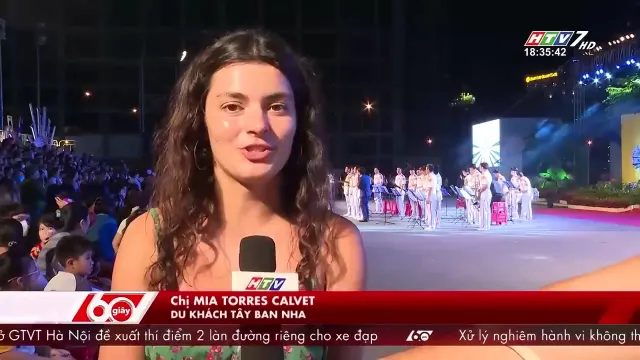 HTV7 HD
18:35:42
HTV
Chị MIA TORRES CALVET
60 giây
DU KHÁCH TÂY BAN NHA
ở GTVT Hà Nội đề xuất thí điểm 2 làn đường riêng cho xe đạp
60 giây
Xử lý nghiêm hành vi không th